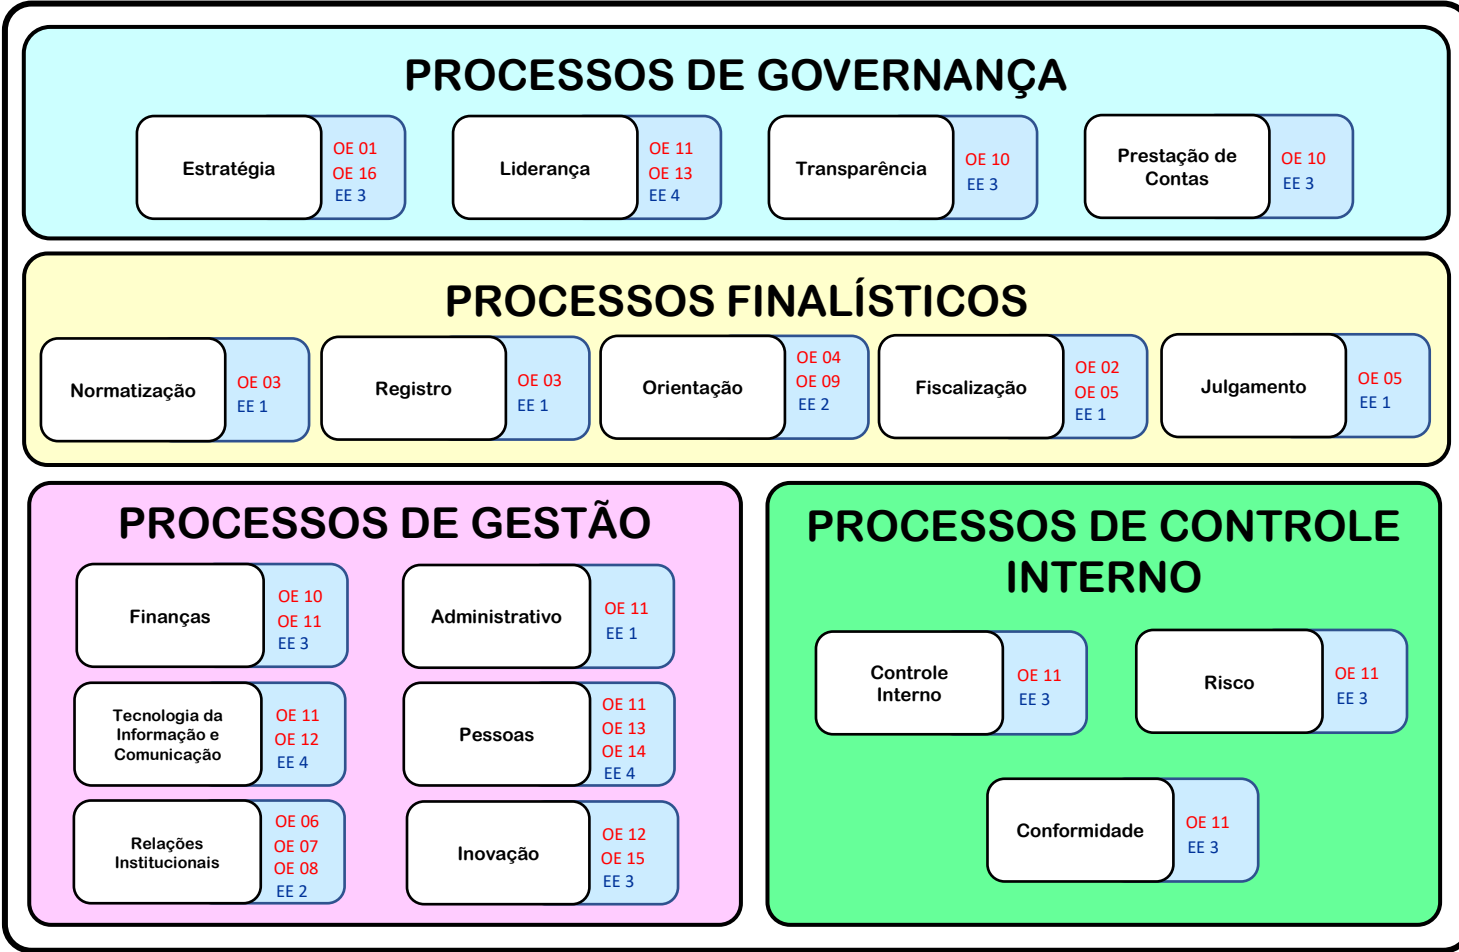 PROCESSOS DE GOVERNANÇA
Estratégia
OE 01
OE 16
EE 3
Liderança
OE 11
OE 13
EE 4
Transparência
OE 10
EE 3
Prestação de
Contas
OE 10
EE 3
PROCESSOS FINALÍSTICOS
Normatização
OE 03
EE 1
Registro
OE 03
EE 1
Orientação
OE 04
OE 09
EE 2
Fiscalização
OE 02
OE 05
EE 1
Julgamento
OE 05
EE 1
PROCESSOS DE GESTÃO
Finanças
OE 10
OE 11
EE 3
Administrativo
OE 11
EE 1
Tecnologia da
Informação e
Comunicação
OE 11
OE 12
EE 4
Pessoas
OE 11
OE 13
OE 14
EE 4
Relações
Institucionais
OE 06
OE 07
OE 08
EE 2
Inovação
OE 12
OE 15
EE 3
PROCESSOS DE CONTROLE
INTERNO
Controle
Interno
OE 11
EE 3
Risco
OE 11
EE 3
Conformidade
OE 11
EE 3